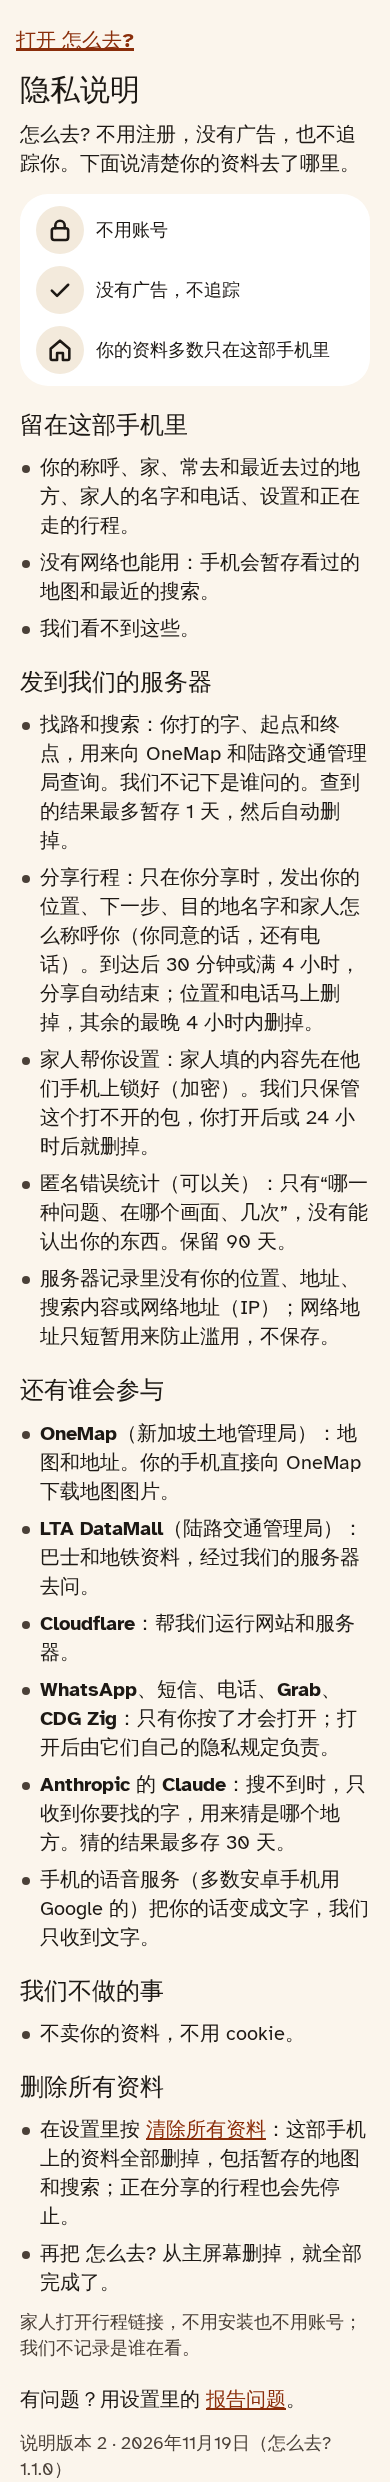 打开 怎么去?
隐私说明
怎么去? 不用注册，没有广告，也不追
踪你。下面说清楚你的资料去了哪里。
不用账号
没有广告，不追踪
你的资料多数只在这部手机里
留在这部手机里
你的称呼、家、常去和最近去过的地
方、家人的名字和电话、设置和正在
走的行程。
没有网络也能用：手机会暂存看过的
地图和最近的搜索。
我们看不到这些。
发到我们的服务器
找路和搜索：你打的字、起点和终
点，用来向 OneMap 和陆路交通管理
局查询。我们不记下是谁问的。查到
的结果最多暂存 1 天，然后自动删
掉。
分享行程：只在你分享时，发出你的
位置、下一步、目的地名字和家人怎
么称呼你（你同意的话，还有电
话）。到达后 30 分钟或满 4 小时，
分享自动结束；位置和电话马上删
掉，其余的最晚 4 小时内删掉。
家人帮你设置：家人填的内容先在他
们手机上锁好（加密）。我们只保管
这个打不开的包，你打开后或 24 小
时后就删掉。
匿名错误统计（可以关）：只有“哪一
种问题、在哪个画面、几次”，没有能
认出你的东西。保留 90 天。
服务器记录里没有你的位置、地址、
搜索内容或网络地址（IP）；网络地
址只短暂用来防止滥用，不保存。
还有谁会参与
OneMap（新加坡土地管理局）：地
图和地址。你的手机直接向 OneMap
下载地图图片。
LTA DataMall（陆路交通管理局）：
巴士和地铁资料，经过我们的服务器
去问。
Cloudflare：帮我们运行网站和服务
器。
WhatsApp、短信、电话、Grab、
CDG Zig：只有你按了才会打开；打
开后由它们自己的隐私规定负责。
Anthropic 的 Claude：搜不到时，只
收到你要找的字，用来猜是哪个地
方。猜的结果最多存 30 天。
手机的语音服务（多数安卓手机用
Google 的）把你的话变成文字，我们
只收到文字。
我们不做的事
不卖你的资料，不用 cookie。
删除所有资料
在设置里按 清除所有资料：这部手机
上的资料全部删掉，包括暂存的地图
和搜索；正在分享的行程也会先停
止。
再把 怎么去? 从主屏幕删掉，就全部
完成了。
家人打开行程链接，不用安装也不用账号；
我们不记录是谁在看。
有问题？用设置里的 报告问题。
说明版本 2 · 2026年11月19日（怎么去?
1.1.0）